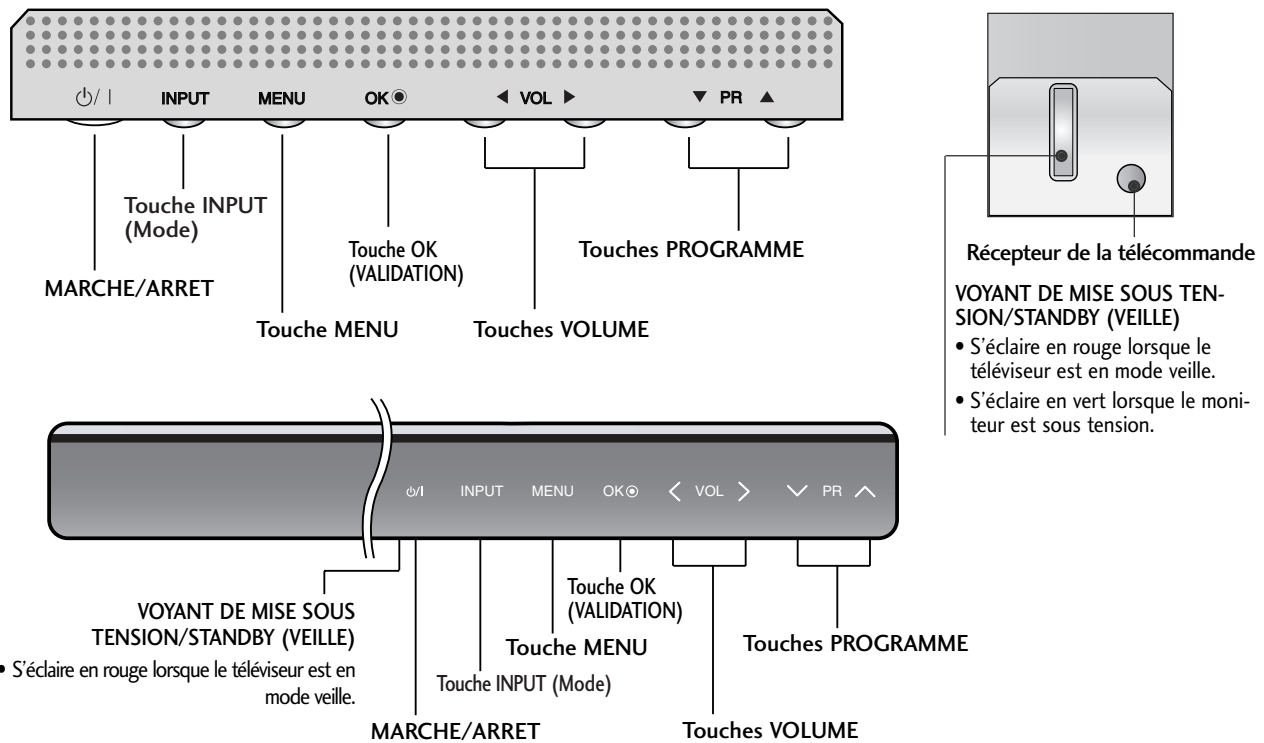 ⏻/ I INPUT MENU OK◉ ◀ VOL ▶ ▼ PR ▲
Touche INPUT
(Mode)
Touche OK
(VALIDATION)
Touches PROGRAMME
MARCHE/ARRET
Touche MENU
Touches VOLUME
Récepteur de la télécommande
VOYANT DE MISE SOUS TEN-
SION/STANDBY (VEILLE)
• S’éclaire en rouge lorsque le
téléviseur est en mode veille.
• S’éclaire en vert lorsque le moni-
teur est sous tension.
⏻/I INPUT MENU OK◉ < VOL > ∨ PR ∧
VOYANT DE MISE SOUS
TENSION/STANDBY (VEILLE)
• S’éclaire en rouge lorsque le téléviseur est en
mode veille.
Touche OK
(VALIDATION)
Touche MENU
Touches PROGRAMME
Touche INPUT (Mode)
MARCHE/ARRET
Touches VOLUME